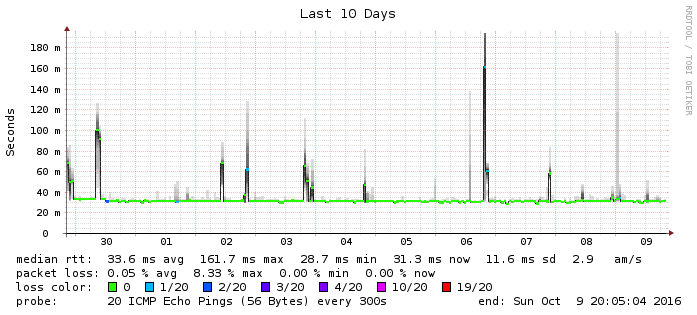 Last 10 Days
RRDTOOL / TOBI OETIKER
Seconds
180 m
160 m
140 m
120 m
100 m
80 m
60 m
40 m
20 m
0
30 01 02 03 04 05 06 07 08 09
median rtt: 33.6 ms avg 161.7 ms max 28.7 ms min 31.3 ms now 11.6 ms sd 2.9 am/s
packet loss: 0.05 % avg 8.33 % max 0.00 % min 0.00 % now
loss color: 0 1/20 2/20 3/20 4/20 10/20 19/20
probe: 20 ICMP Echo Pings (56 Bytes) every 300s end: Sun Oct 9 20:05:04 2016